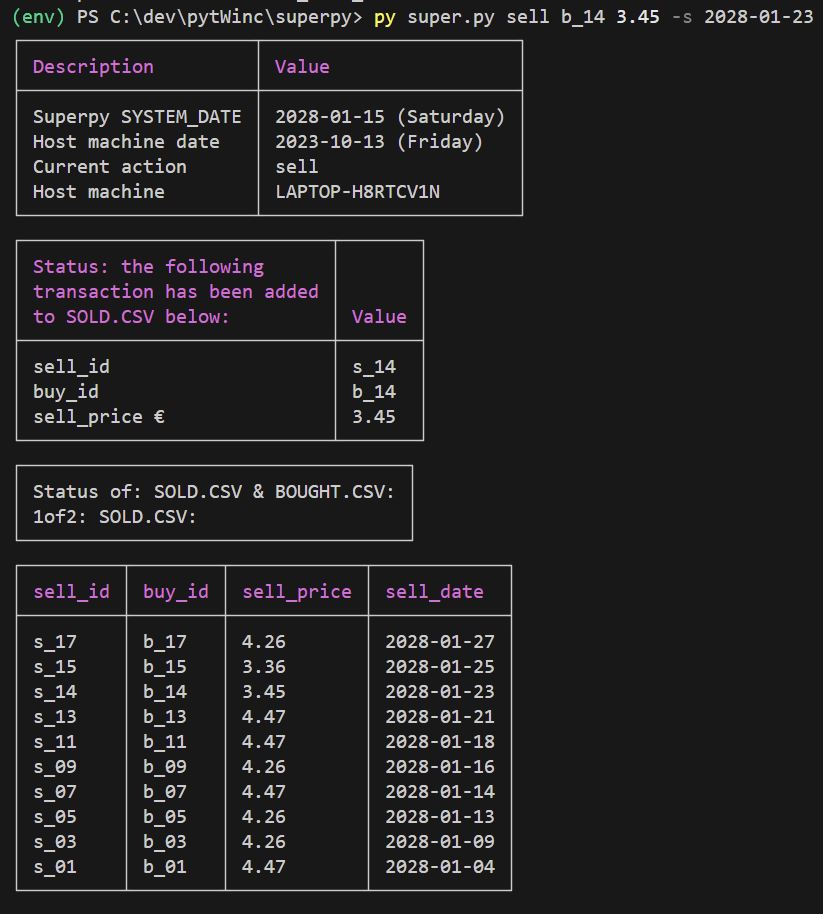 (env) PS C:\dev\pytWinc\superpy> py super.py sell b_14 3.45 -s 2028-01-23
Description Value
Superpy SYSTEM_DATE 2028-01-15 (Saturday)
Host machine date 2023-10-13 (Friday)
Current action sell
Host machine LAPTOP-H8RTCV1N
Status: the following
transaction has been added
to SOLD.CSV below: Value
sell_id s_14
buy_id b_14
sell_price € 3.45
Status of: SOLD.CSV & BOUGHT.CSV:
1of2: SOLD.CSV:
sell_id buy_id sell_price sell_date
s_17 b_17 4.26 2028-01-27
s_15 b_15 3.36 2028-01-25
s_14 b_14 3.45 2028-01-23
s_13 b_13 4.47 2028-01-21
s_11 b_11 4.47 2028-01-18
s_09 b_09 4.26 2028-01-16
s_07 b_07 4.47 2028-01-14
s_05 b_05 4.26 2028-01-13
s_03 b_03 4.26 2028-01-09
s_01 b_01 4.47 2028-01-04